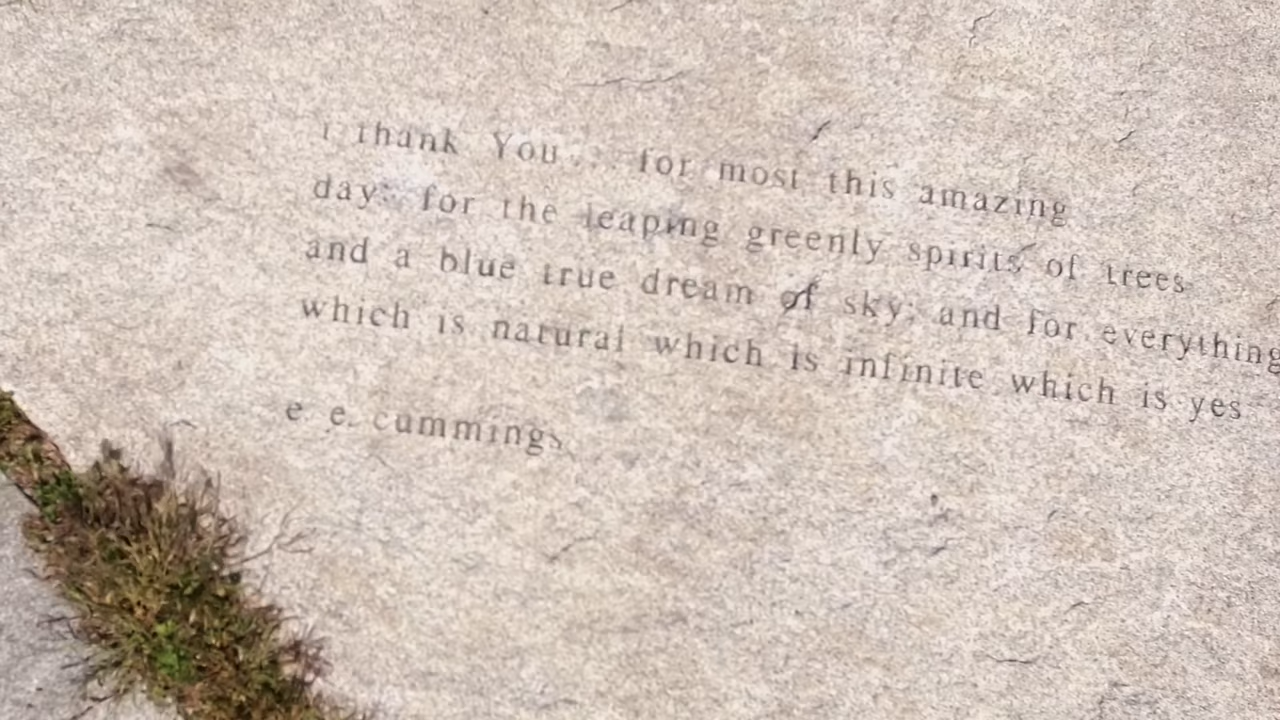 i thank You... for most this amazing
day: for the leaping greenly spirits of trees
and a blue true dream of sky; and for everything
which is natural which is infinite which is yes
e. e. cummings